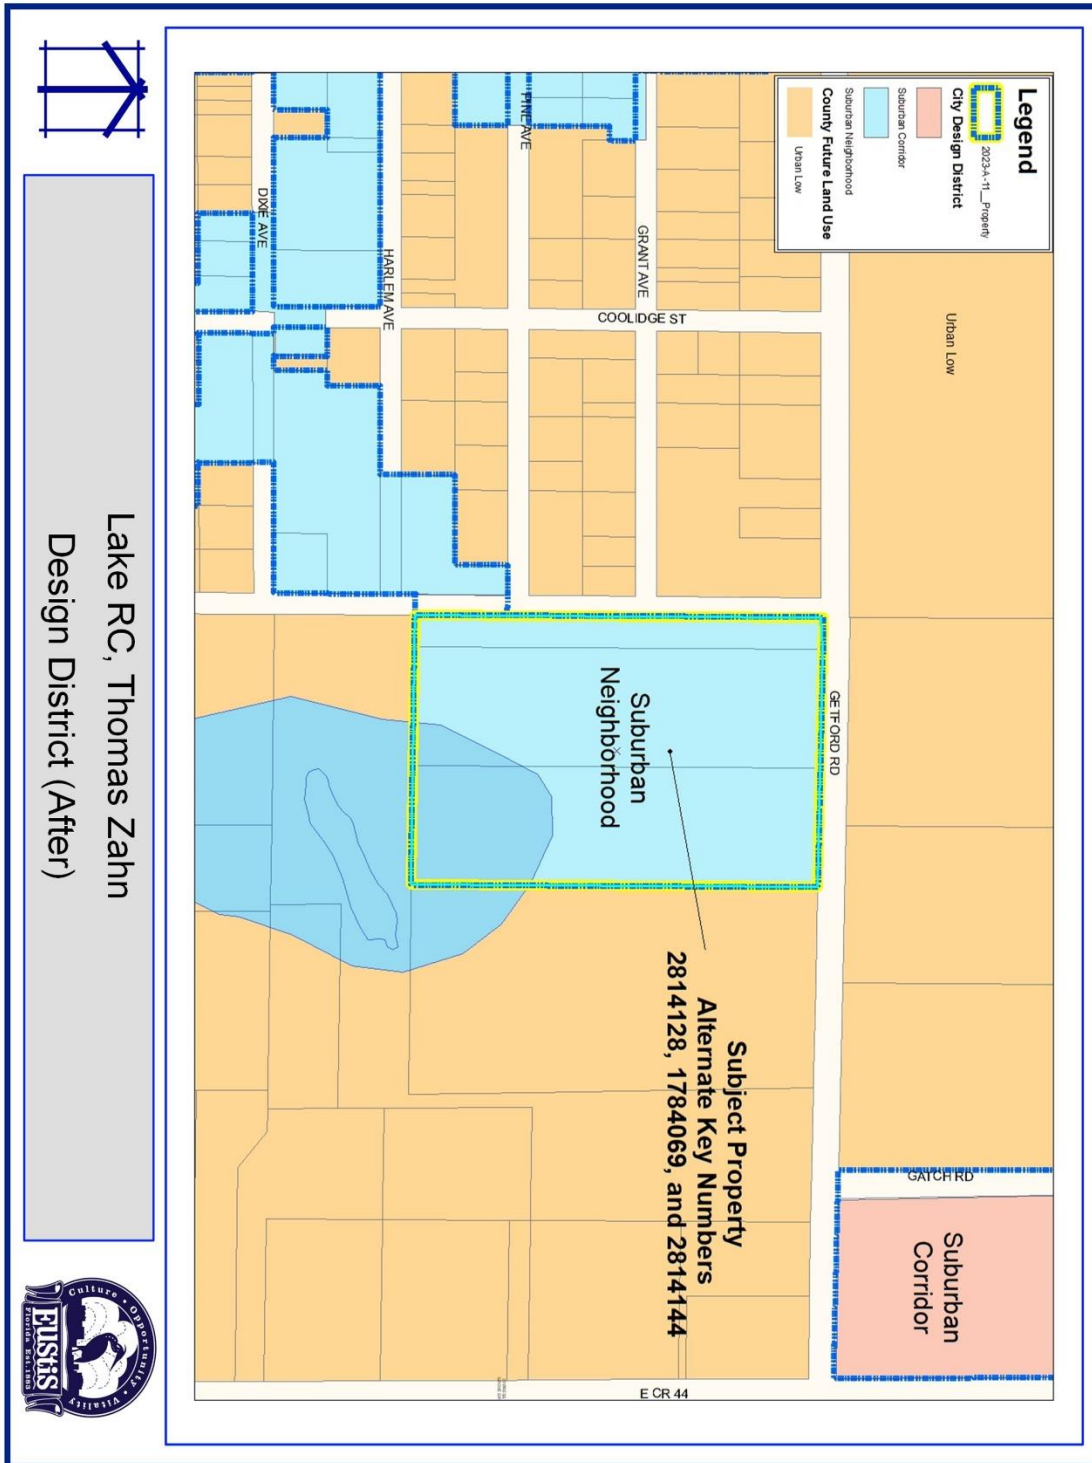 Legend
2023-A-11__Property
City Design District
Suburban Corridor
Suburban Neighborhood
County Future Land Use
Urban Low
Urban Low
PINE AVE
DIXIE AVE
HARLEM AVE
GRANT AVE
COOLIDGE ST
GETFORD RD
Suburban
Neighborhood
Subject Property
Alternate Key Numbers
2814128, 1784069, and 2814144
GATCH RD
Suburban
Corridor
E CR 44
Lake RC, Thomas Zahn
Design District (After)
Culture • Opportunity • Vitality
EUSTIS
Florida Est.1883